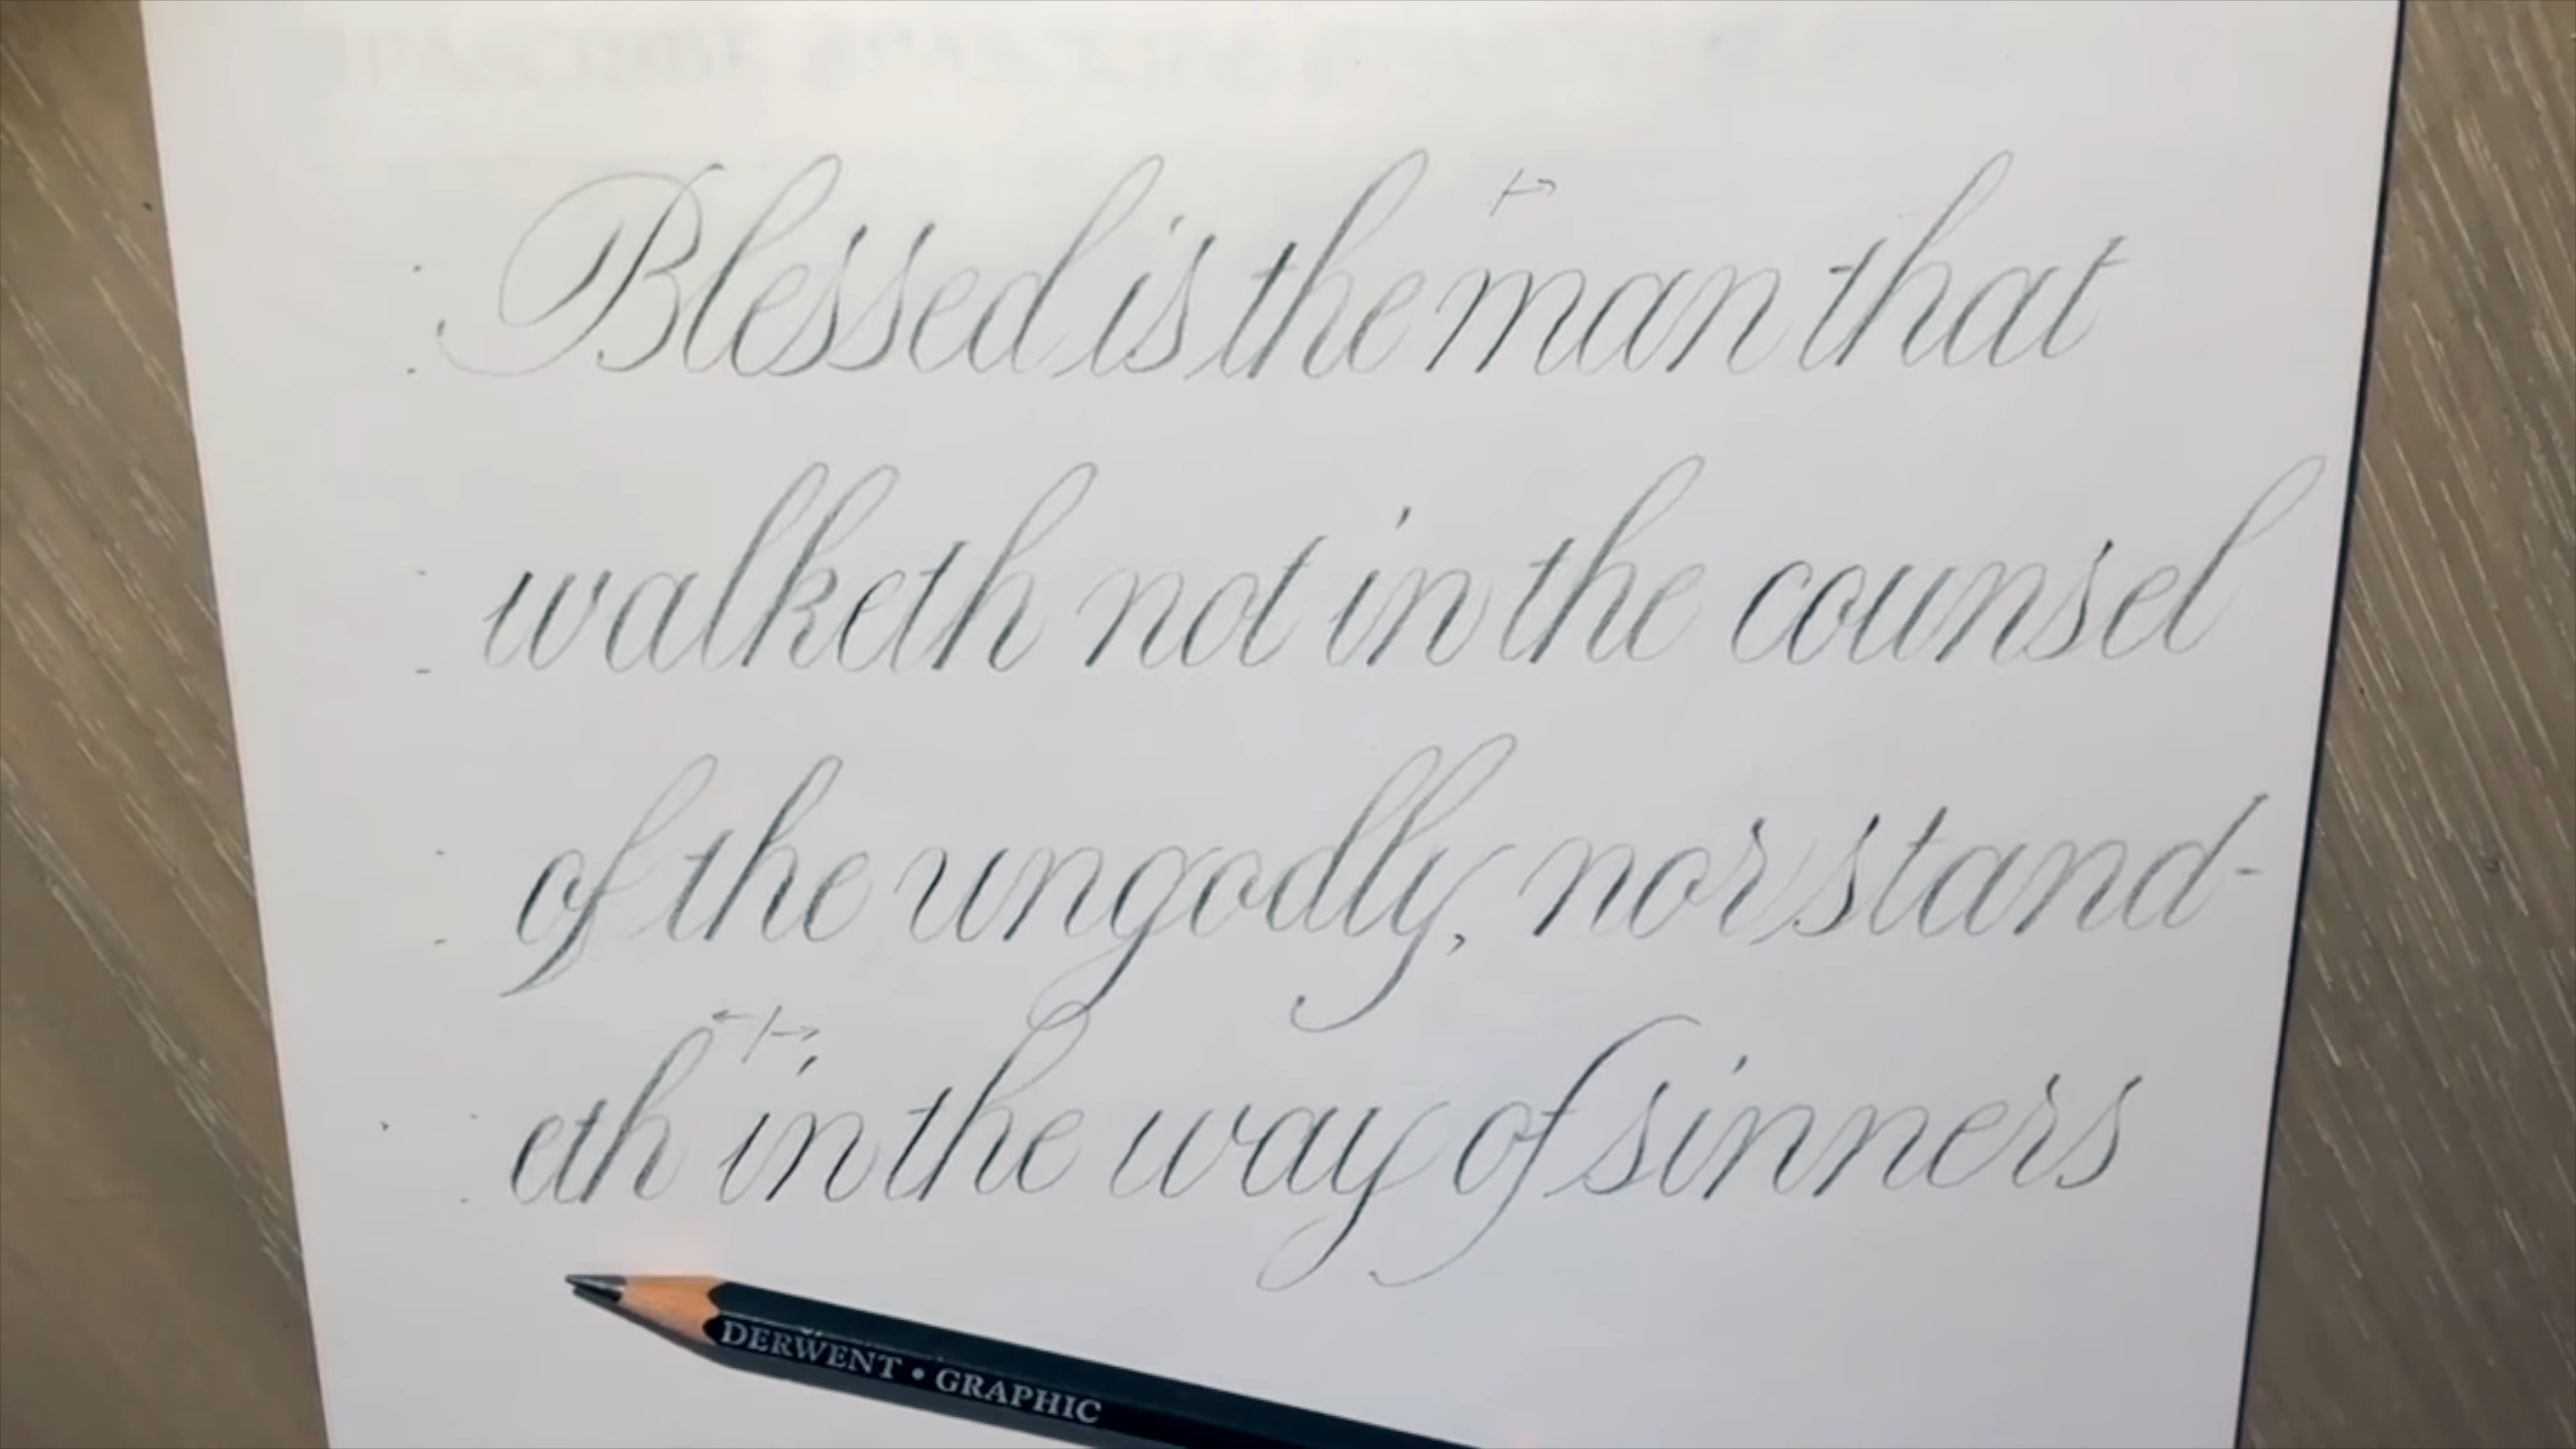 Blessed is the man that
walketh not in the counsel
of the ungodly, nor stand-
eth in the way of sinners
DERWENT • GRAPHIC